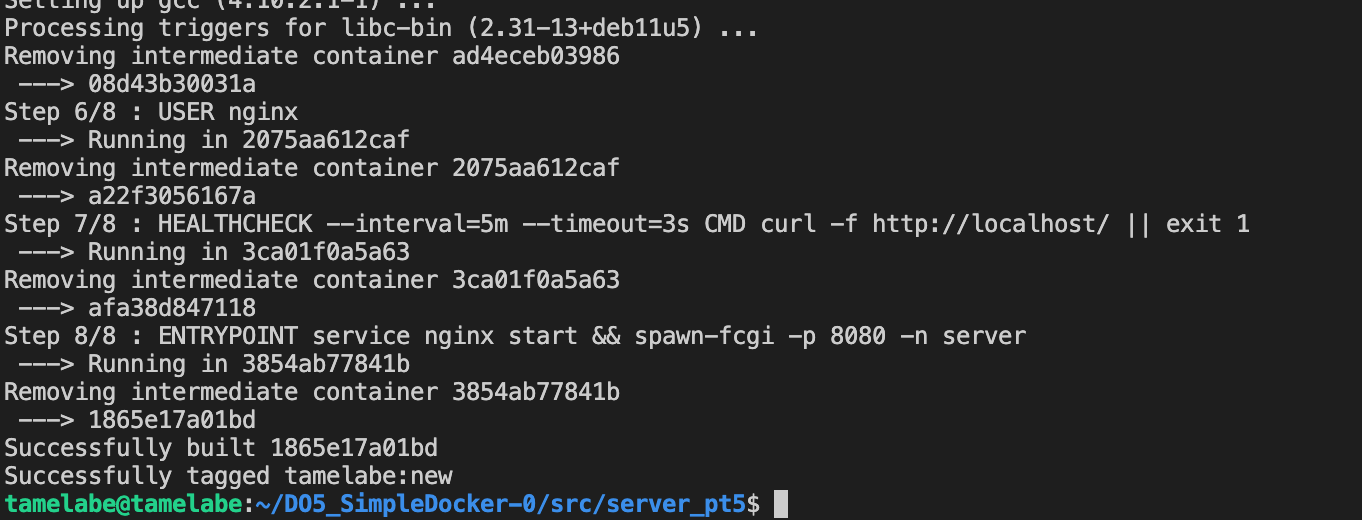 Setting up gcc (4:10.2.1-1) ...
Processing triggers for libc-bin (2.31-13+deb11u5) ...
Removing intermediate container ad4eceb03986
 ---> 08d43b30031a
Step 6/8 : USER nginx
 ---> Running in 2075aa612caf
Removing intermediate container 2075aa612caf
 ---> a22f3056167a
Step 7/8 : HEALTHCHECK --interval=5m --timeout=3s CMD curl -f http://localhost/ || exit 1
 ---> Running in 3ca01f0a5a63
Removing intermediate container 3ca01f0a5a63
 ---> afa38d847118
Step 8/8 : ENTRYPOINT service nginx start && spawn-fcgi -p 8080 -n server
 ---> Running in 3854ab77841b
Removing intermediate container 3854ab77841b
 ---> 1865e17a01bd
Successfully built 1865e17a01bd
Successfully tagged tamelabe:new
tamelabe@tamelabe:~/DO5_SimpleDocker-0/src/server_pt5$